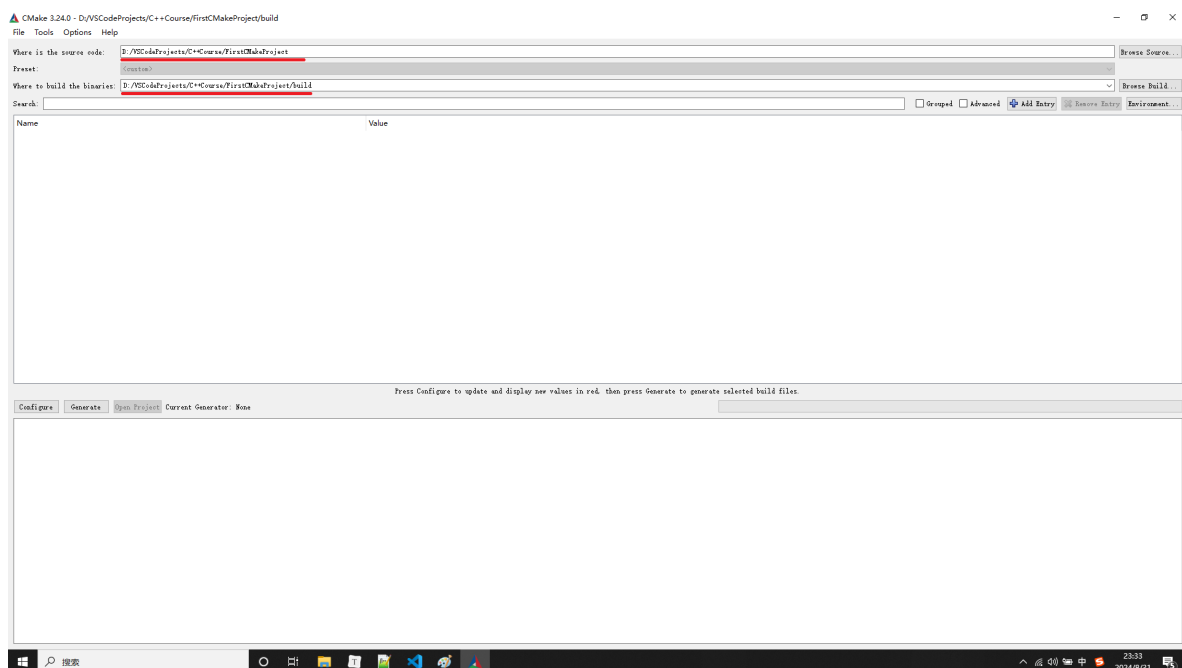 CMake 3.24.0 - D:/VSCodeProjects/C++Course/FirstCMakeProject/build
File Tools Options Help
Where is the source code: D:/VSCodeProjects/C++Course/FirstCMakeProject Browse Source...
Preset: <custom>
Where to build the binaries: D:/VSCodeProjects/C++Course/FirstCMakeProject/build Browse Build...
Search: Grouped Advanced Add Entry Remove Entry Environment...
Name Value
Press Configure to update and display new values in red, then press Generate to generate selected build files.
Configure Generate Open Project Current Generator: None
搜索 中 23:33
2024/8/31